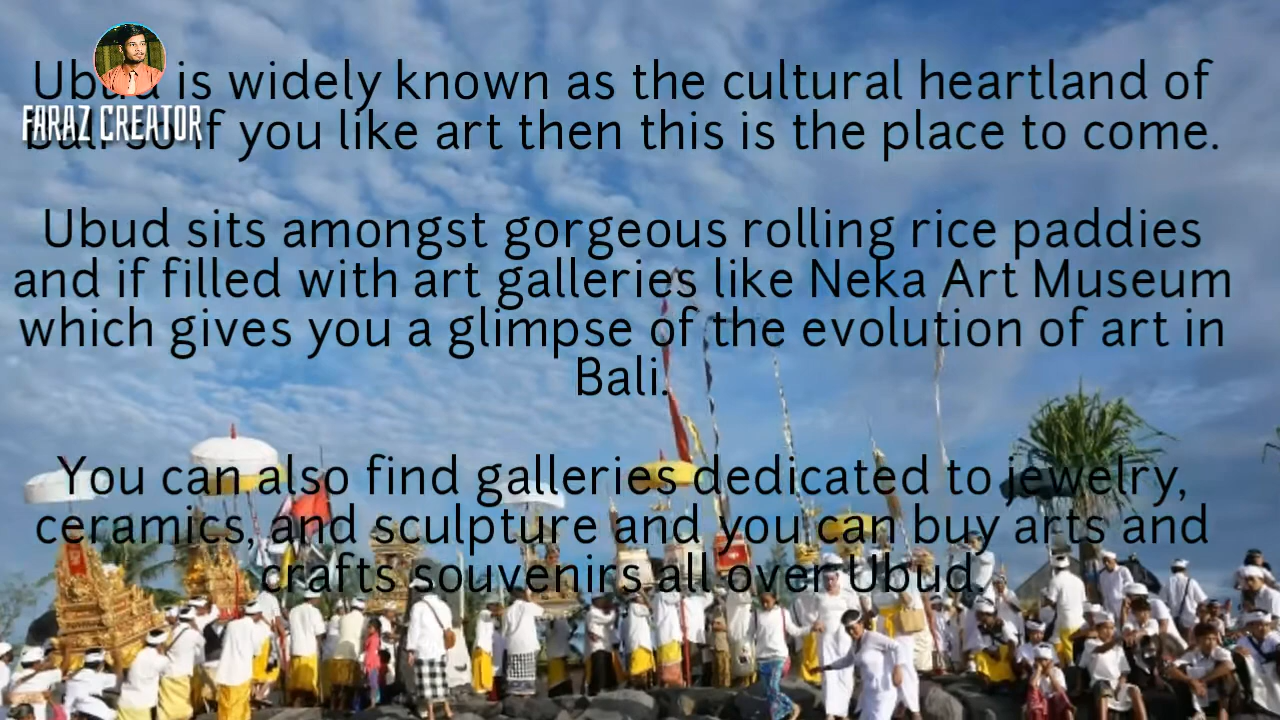 Ubud is widely known as the cultural heartland of
FARAZ CREATOR
Bali so if you like art then this is the place to come.
Ubud sits amongst gorgeous rolling rice paddies
and if filled with art galleries like Neka Art Museum
which gives you a glimpse of the evolution of art in
Bali.
You can also find galleries dedicated to jewelry,
ceramics, and sculpture and you can buy arts and
crafts souvenirs all over Ubud.